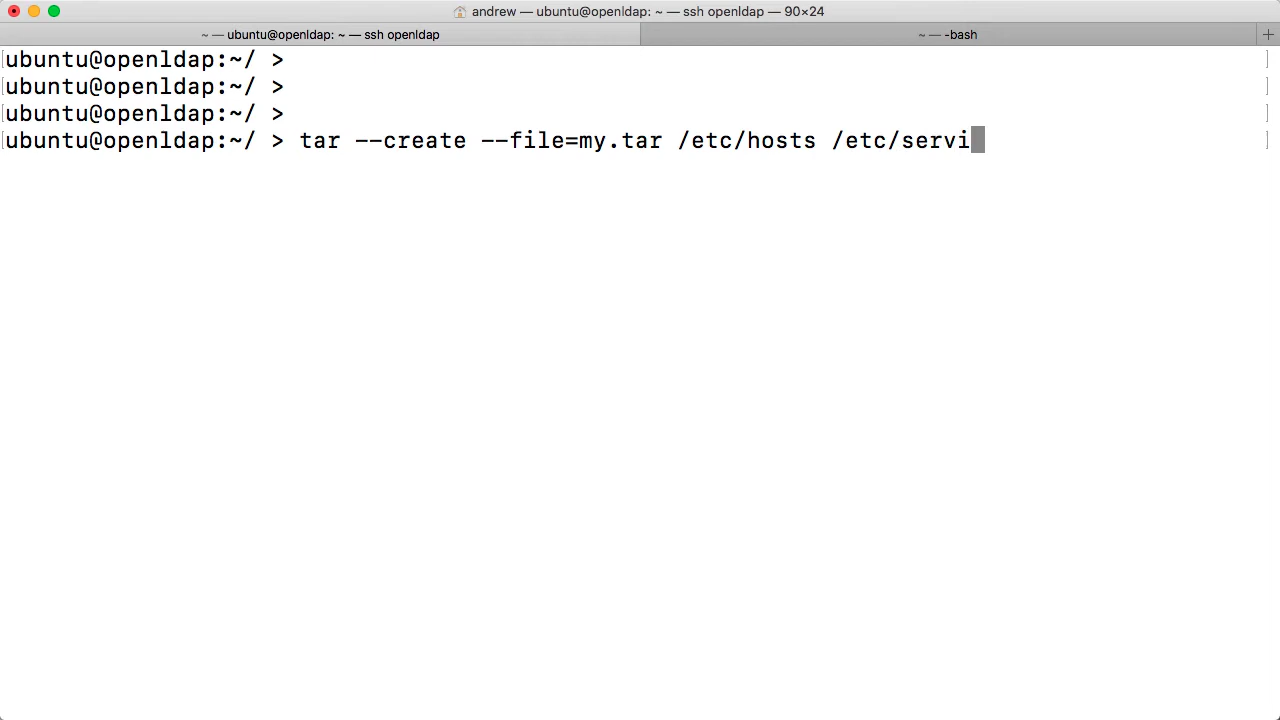 andrew — ubuntu@openldap: ~ — ssh openldap — 90×24
~ — ubuntu@openldap: ~ — ssh openldap ~ — -bash +
[ubuntu@openldap:~/ > ]
[ubuntu@openldap:~/ > ]
[ubuntu@openldap:~/ > ]
[ubuntu@openldap:~/ > tar --create --file=my.tar /etc/hosts /etc/servi ]